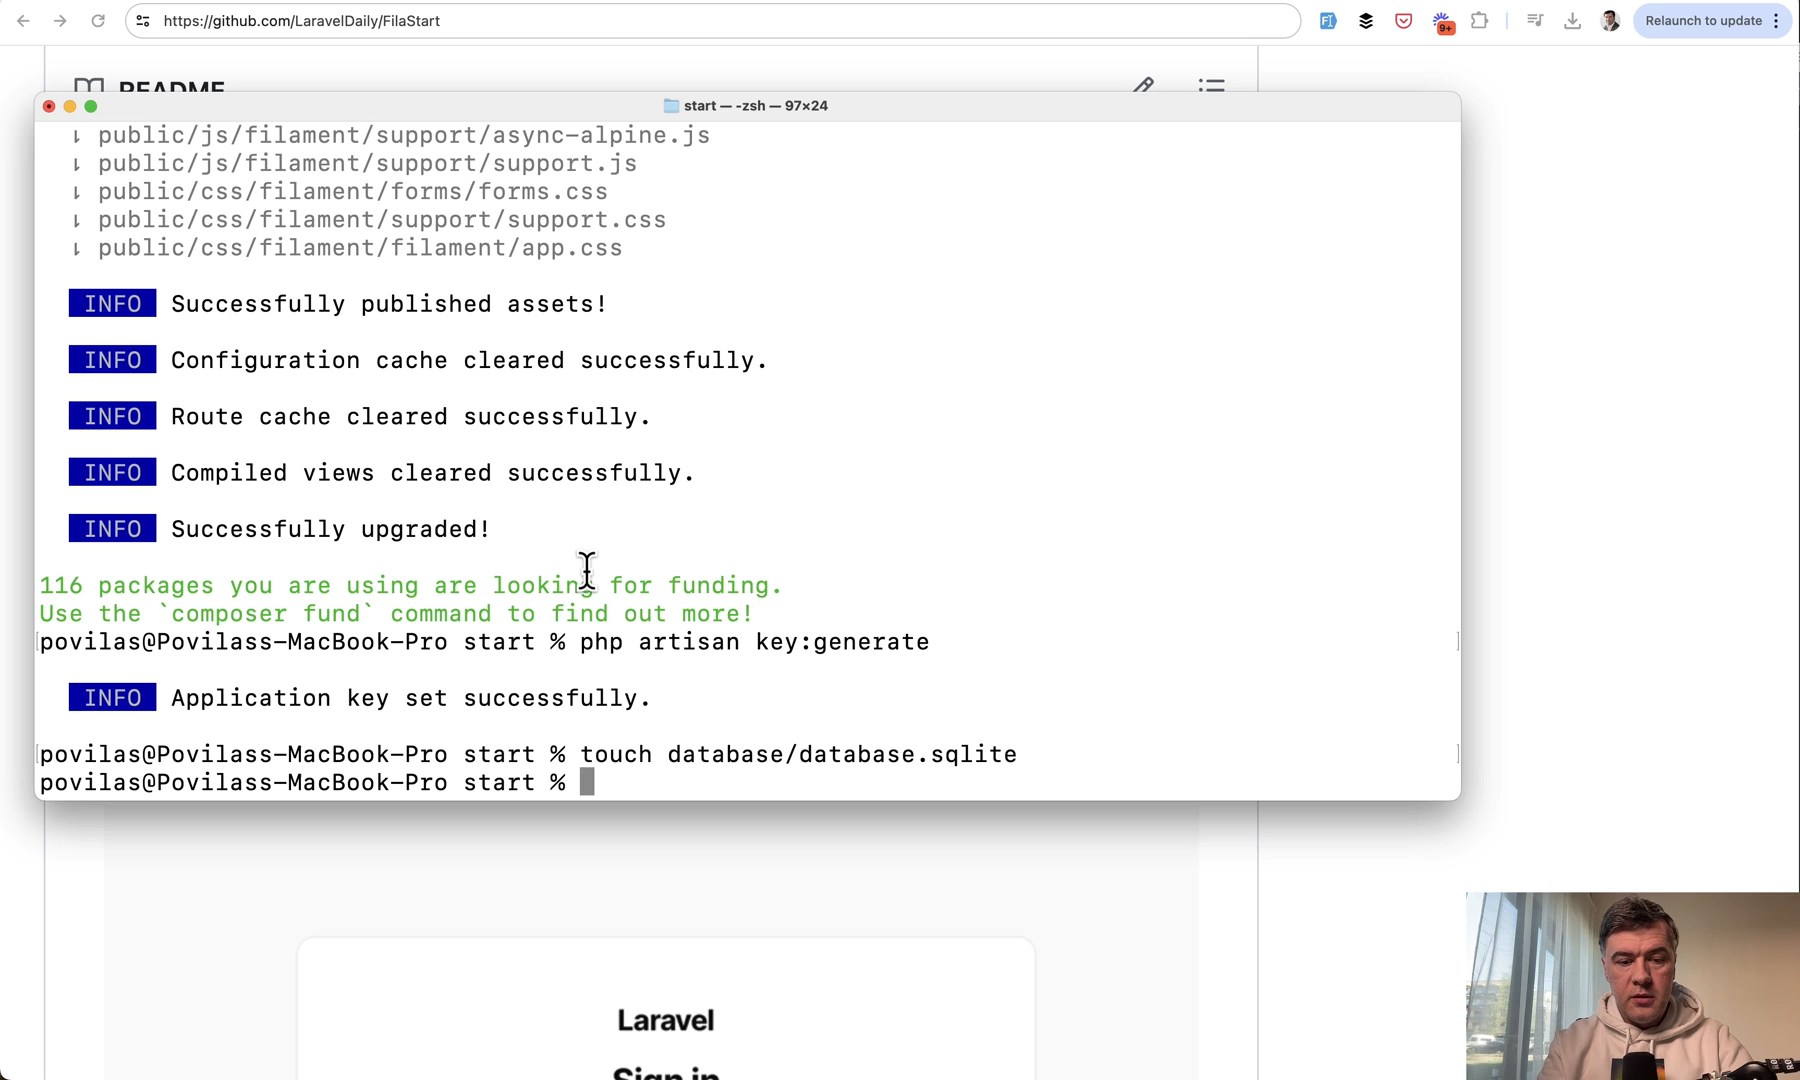 https://github.com/LaravelDaily/FilaStart
9+
Relaunch to update
README
start — -zsh — 97×24
↓ public/js/filament/support/async-alpine.js
↓ public/js/filament/support/support.js
↓ public/css/filament/forms/forms.css
↓ public/css/filament/support/support.css
↓ public/css/filament/filament/app.css
INFO Successfully published assets!
INFO Configuration cache cleared successfully.
INFO Route cache cleared successfully.
INFO Compiled views cleared successfully.
INFO Successfully upgraded!
116 packages you are using are looking for funding.
Use the `composer fund` command to find out more!
povilas@Povilass-MacBook-Pro start % php artisan key:generate
INFO Application key set successfully.
povilas@Povilass-MacBook-Pro start % touch database/database.sqlite
povilas@Povilass-MacBook-Pro start %
Laravel
Sign in